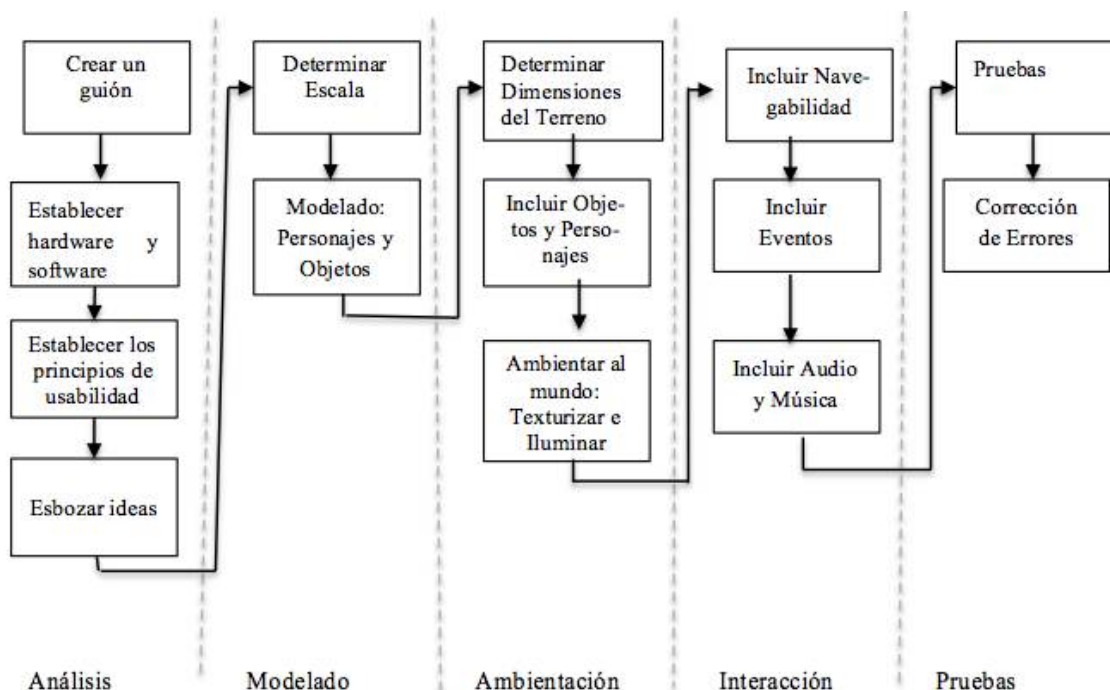 Crear un
guión
Establecer
hardware y
software
Establecer los
principios de
usabilidad
Esbozar ideas
Determinar
Escala
Modelado:
Personajes y
Objetos
Determinar
Dimensiones
del Terreno
Incluir Obje-
tos y Perso-
najes
Ambientar al
mundo:
Texturizar e
Iluminar
Incluir Nave-
gabilidad
Incluir
Eventos
Incluir Audio
y Música
Pruebas
Corrección
de Errores
Análisis
Modelado
Ambientación
Interacción
Pruebas